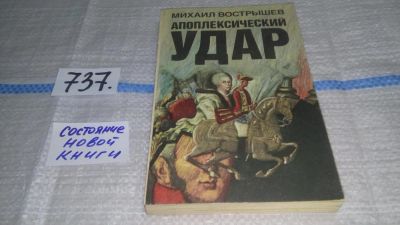 737.
СОСТОЯНИЕ
НОВОЙ
КНИГИ
МИХАИЛ ВОСТРЫШЕВ
АПОПЛЕКСИЧЕСКИЙ
УДАР